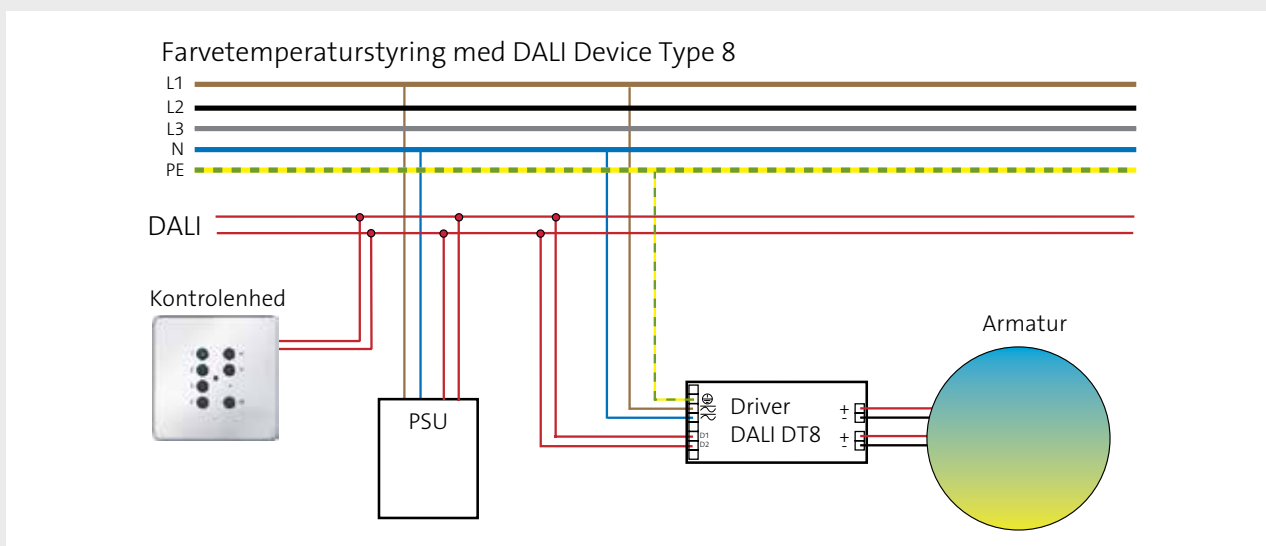 Farvetemperaturstyring med DALI Device Type 8
L1
L2
L3
N
PE
DALI
Kontrolenhed
Armatur
PSU
Driver
DALI DT8
D1
D2
+
-
+
-